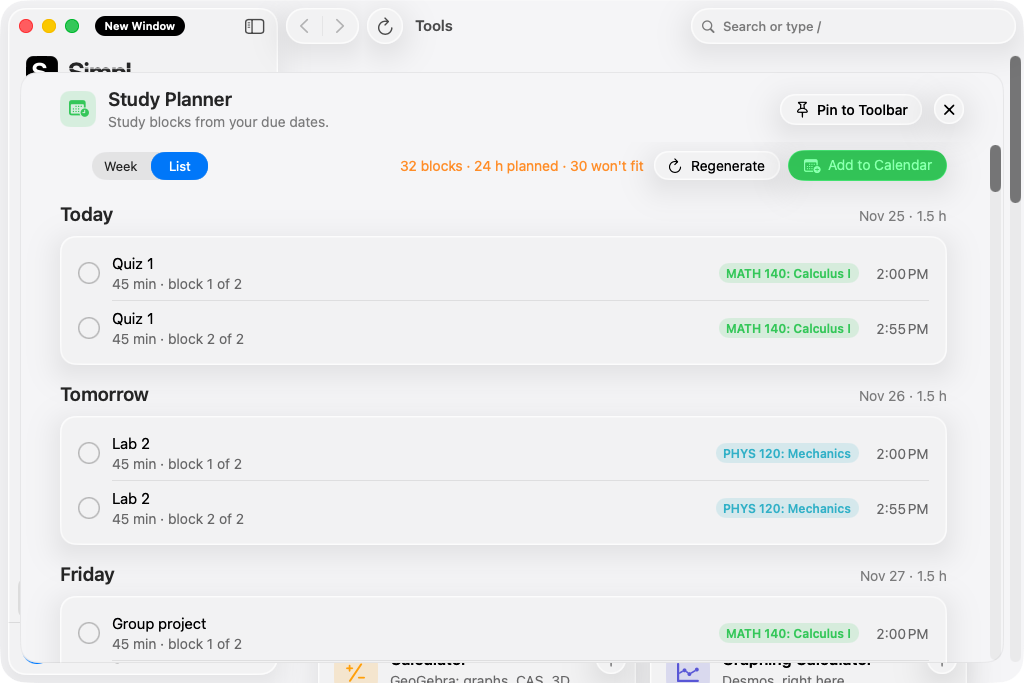 New Window
Tools
Search or type /
Study Planner
Study blocks from your due dates.
Pin to Toolbar
Week
List
32 blocks · 24 h planned · 30 won't fit
Regenerate
Add to Calendar
Today
Nov 25 · 1.5 h
Quiz 1
45 min · block 1 of 2
MATH 140: Calculus I
2:00 PM
Quiz 1
45 min · block 2 of 2
MATH 140: Calculus I
2:55 PM
Tomorrow
Nov 26 · 1.5 h
Lab 2
45 min · block 1 of 2
PHYS 120: Mechanics
2:00 PM
Lab 2
45 min · block 2 of 2
PHYS 120: Mechanics
2:55 PM
Friday
Nov 27 · 1.5 h
Group project
45 min · block 1 of 2
MATH 140: Calculus I
2:00 PM
Calculator
GeoGebra: graphs, CAS, 3D
Graphing Calculator
Desmos, right here